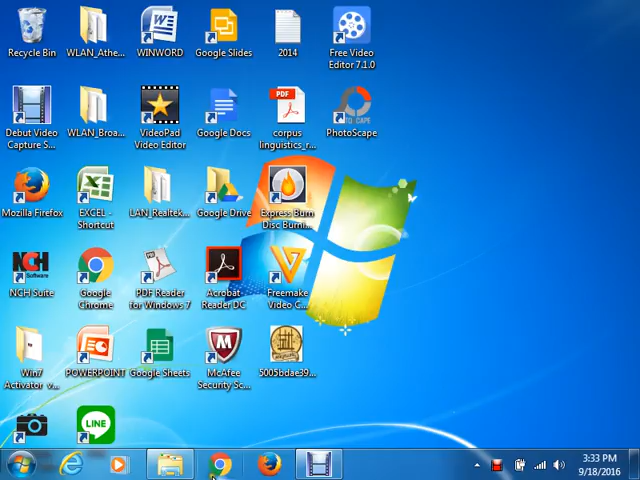 Recycle Bin
WLAN_Athe...
WINWORD
Google Slides
2014
Free Video
Editor 7.1.0
Debut Video
Capture S...
WLAN_Broa...
VideoPad
Video Editor
Google Docs
PDF
corpus
linguistics_r...
PhotoScape
Mozilla Firefox
EXCEL -
Shortcut
LAN_Realtek...
Google Drive
Express Burn
Disc Burni...
NCH
Software
NCH Suite
Google
Chrome
PDF Reader
for Windows 7
Acrobat
Reader DC
Freemake
Video C...
Win7
Activator_v...
POWERPOINT
Google Sheets
McAfee
Security Sc...
5005bdae39...
LINE
3:33 PM
9/18/2016